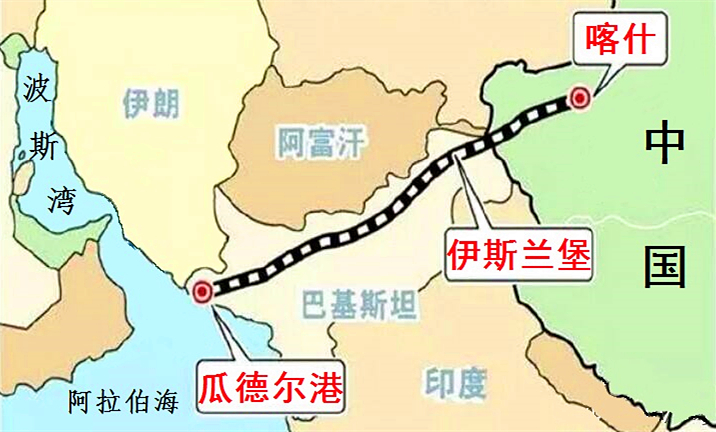 喀什
波
斯
湾
伊朗
阿富汗
中
国
伊斯兰堡
巴基斯坦
瓜德尔港
印度
阿拉伯海